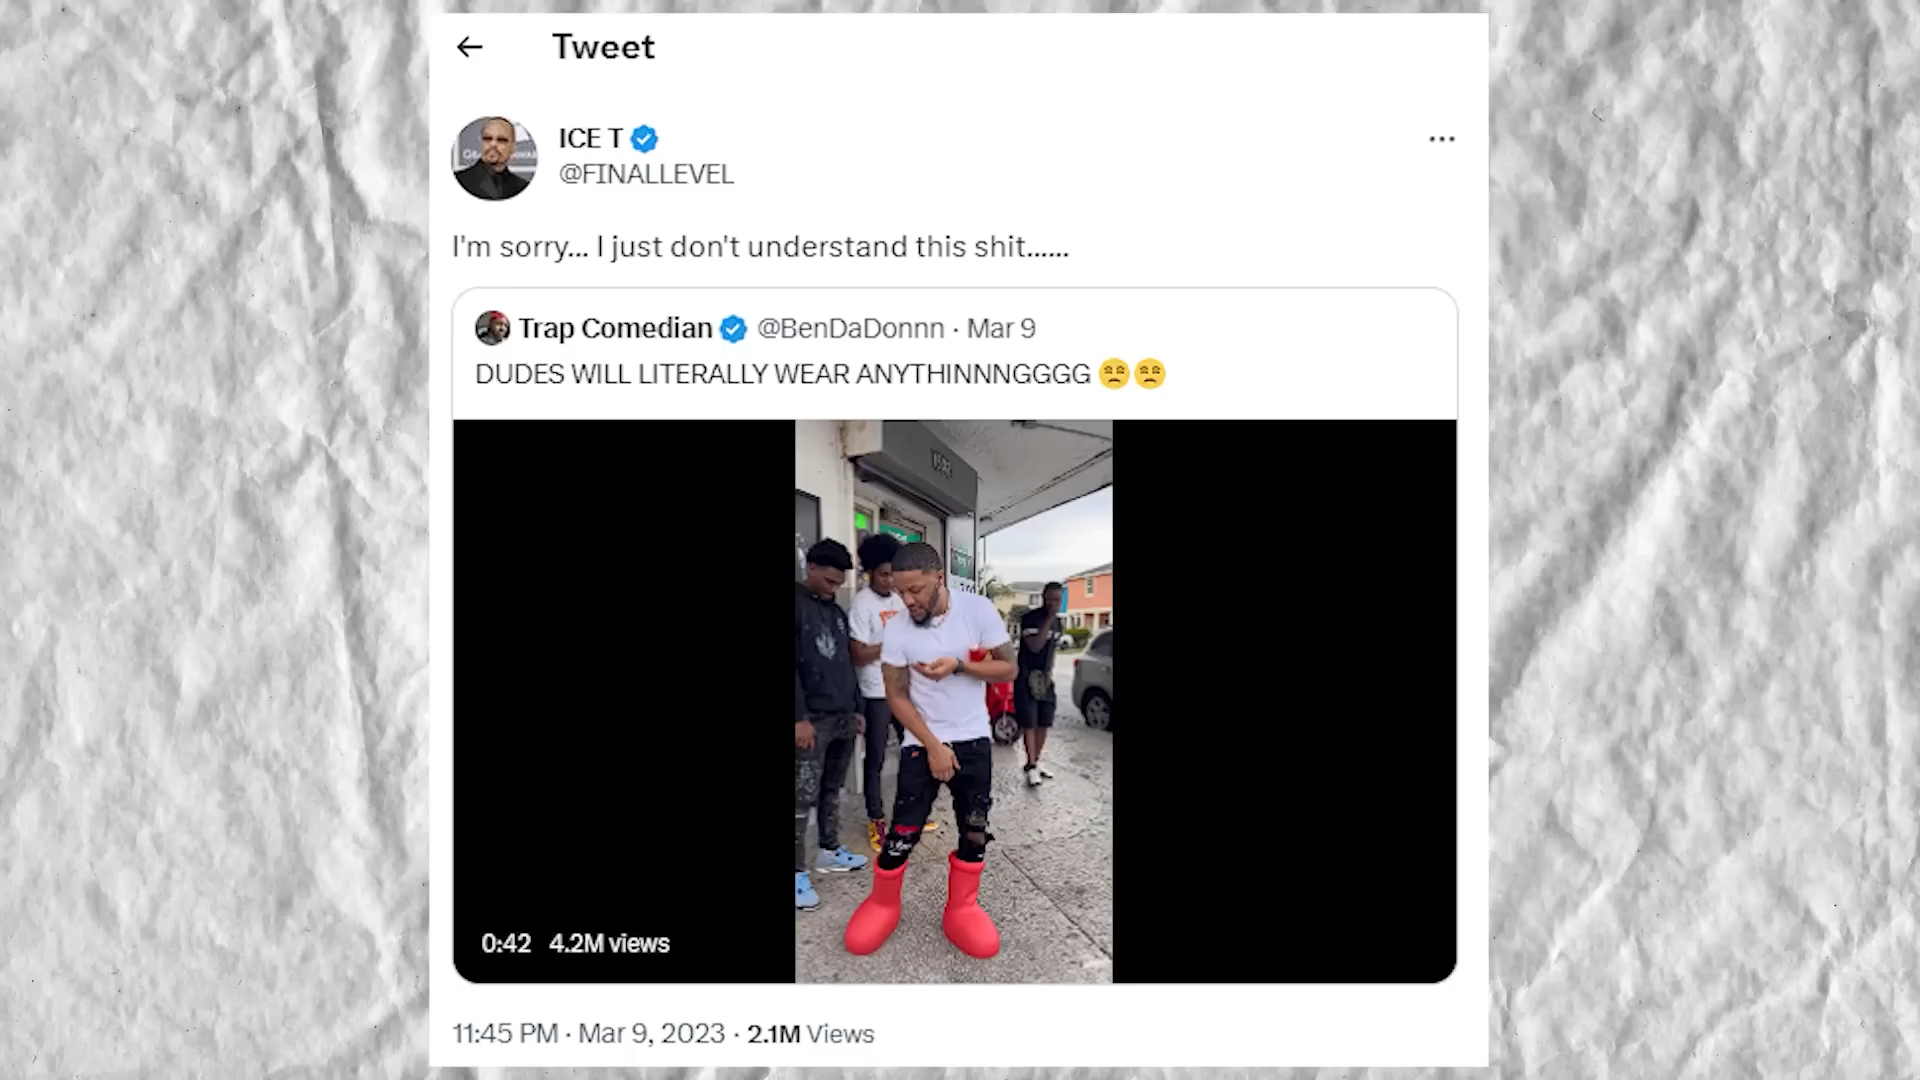 Tweet
ICE T
@FINALLEVEL
I'm sorry... I just don't understand this shit......
Trap Comedian @BenDaDonnn · Mar 9
DUDES WILL LITERALLY WEAR ANYTHINNNGGGG 😩😩
0:42 4.2M views
11:45 PM · Mar 9, 2023 · 2.1M Views